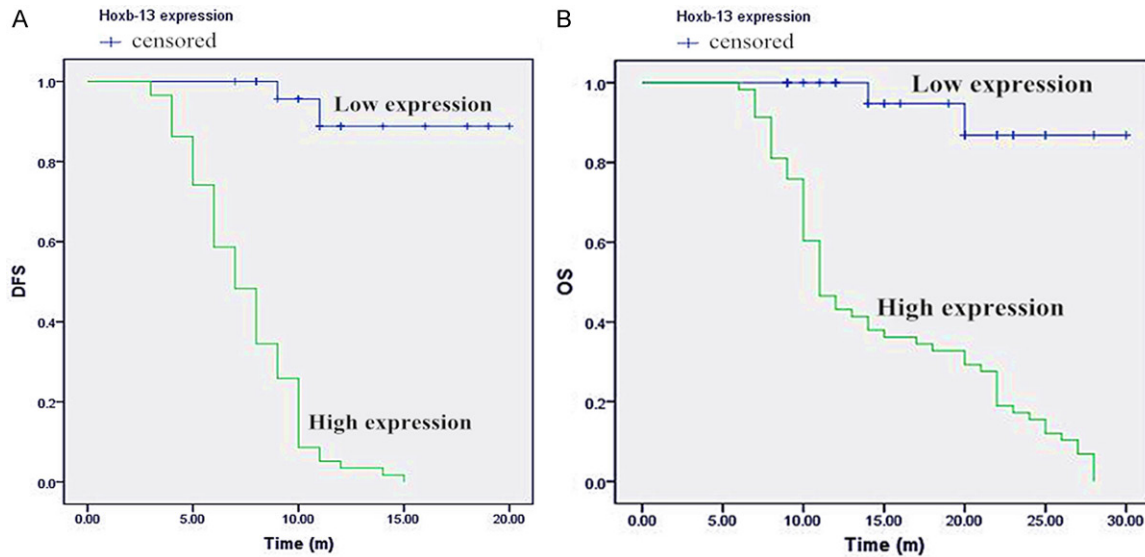 A
Hoxb-13 expression
censored
DFS
1.0
0.8
0.6
0.4
0.2
0.0
Low expression
High expression
0.00 5.00 10.00 15.00 20.00
Time (m)
B
Hoxb-13 expression
censored
OS
1.0
0.8
0.6
0.4
0.2
0.0
Low expression
High expression
0.00 5.00 10.00 15.00 20.00 25.00 30.00
Time (m)